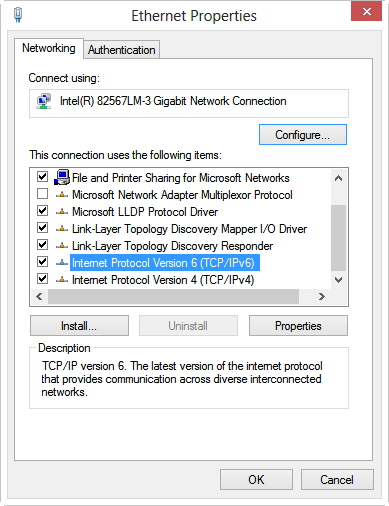 Ethernet Properties
Networking
Authentication
Connect using:
Intel(R) 82567LM-3 Gigabit Network Connection
Configure...
This connection uses the following items:
File and Printer Sharing for Microsoft Networks
Microsoft Network Adapter Multiplexor Protocol
Microsoft LLDP Protocol Driver
Link-Layer Topology Discovery Mapper I/O Driver
Link-Layer Topology Discovery Responder
Internet Protocol Version 6 (TCP/IPv6)
Internet Protocol Version 4 (TCP/IPv4)
Install...
Uninstall
Properties
Description
TCP/IP version 6. The latest version of the internet protocol
that provides communication across diverse interconnected
networks.
OK
Cancel